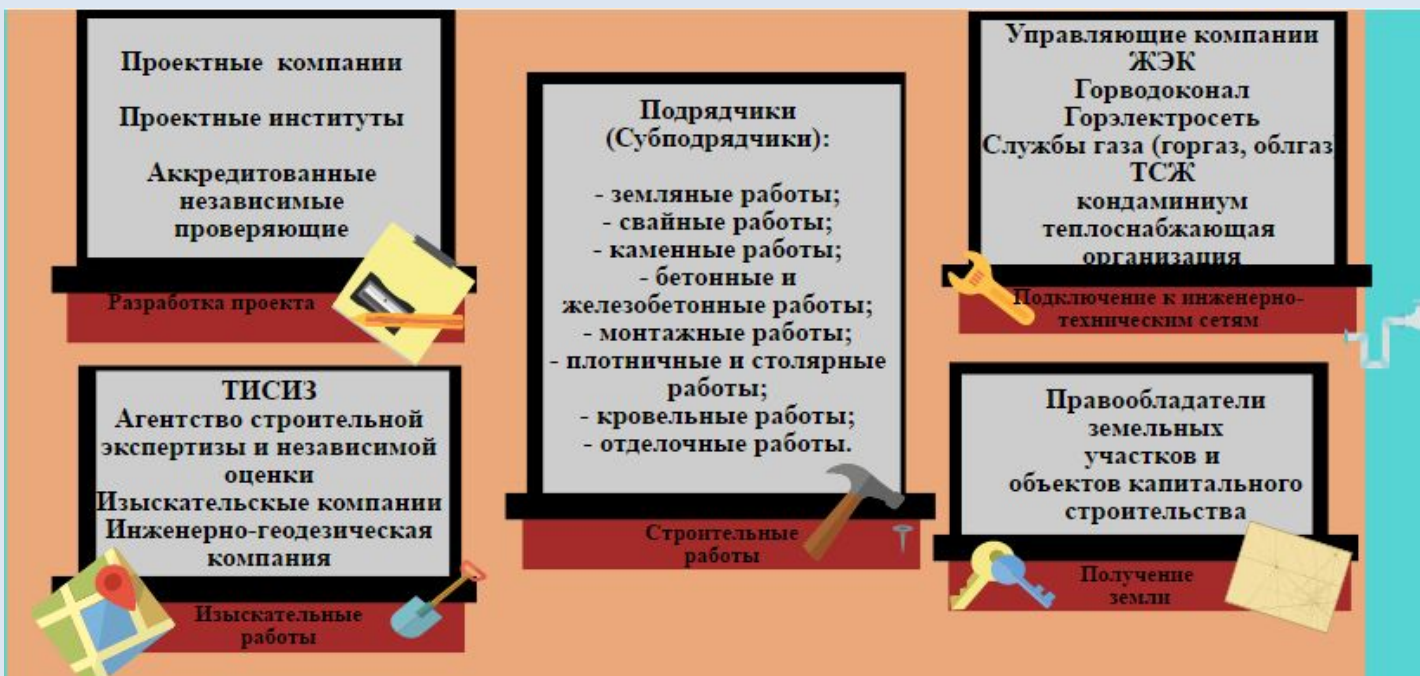 Проектные компании
Проектные институты
Аккредитованные
независимые
проверяющие
Разработка проекта
ТИСИЗ
Агентство строительной
экспертизы и независимой
оценки
Изыскательскые компании
Инженерно-геодезическая
компания
Изыскательные
работы
Подрядчики
(Субподрядчики):
- земляные работы;
- свайные работы;
- каменные работы;
- бетонные и
железобетонные работы;
- монтажные работы;
- плотничные и столярные
работы;
- кровельные работы;
- отделочные работы.
Строительные
работы
Управляющие компании
ЖЭК
Горводоконал
Горэлектросеть
Службы газа (горгаз, облгаз
ТСЖ
кондаминиум
теплоснабжающая
организация
Подключение к инженерно-
техническим сетям
Правообладатели
земельных
участков и
объектов капитального
строительства
Получение
земли